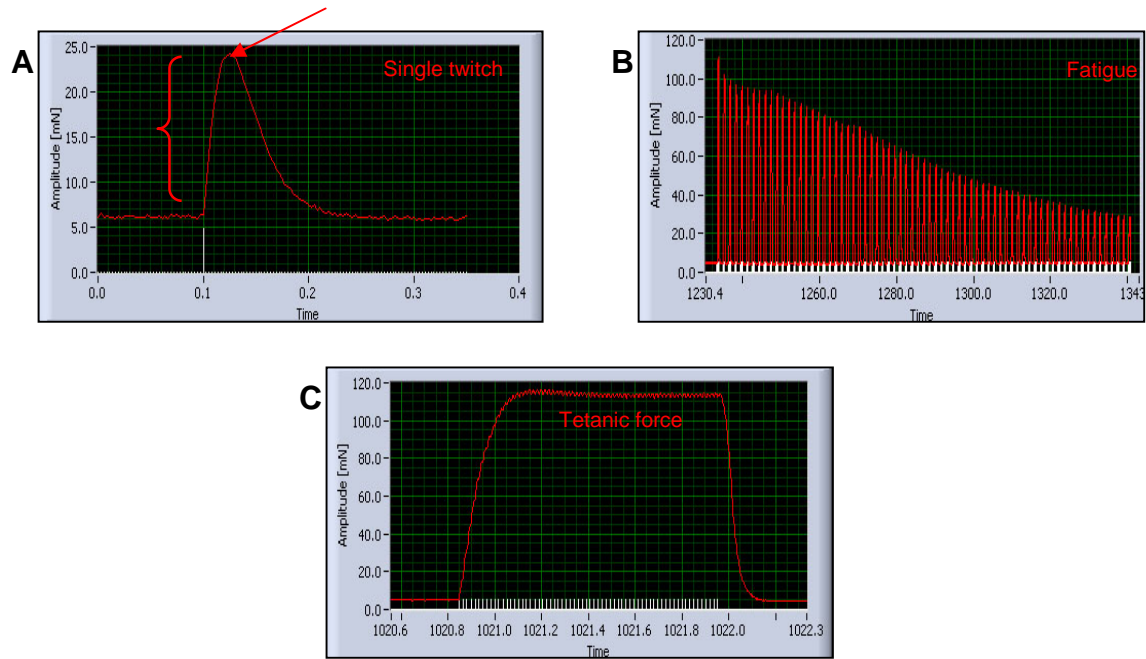 A
Amplitude [mN]
25.0
20.0
15.0
10.0
5.0
0.0
Single twitch
0.0 0.1 0.2 0.3 0.4
Time
B
Amplitude [mN]
120.0
100.0
80.0
60.0
40.0
20.0
0.0
Fatigue
1230.4 1260.0 1280.0 1300.0 1320.0 1343
Time
C
Amplitude [mN]
120.0
100.0
80.0
60.0
40.0
20.0
0.0
Tetanic force
1020.6 1020.8 1021.0 1021.2 1021.4 1021.6 1021.8 1022.0 1022.3
Time